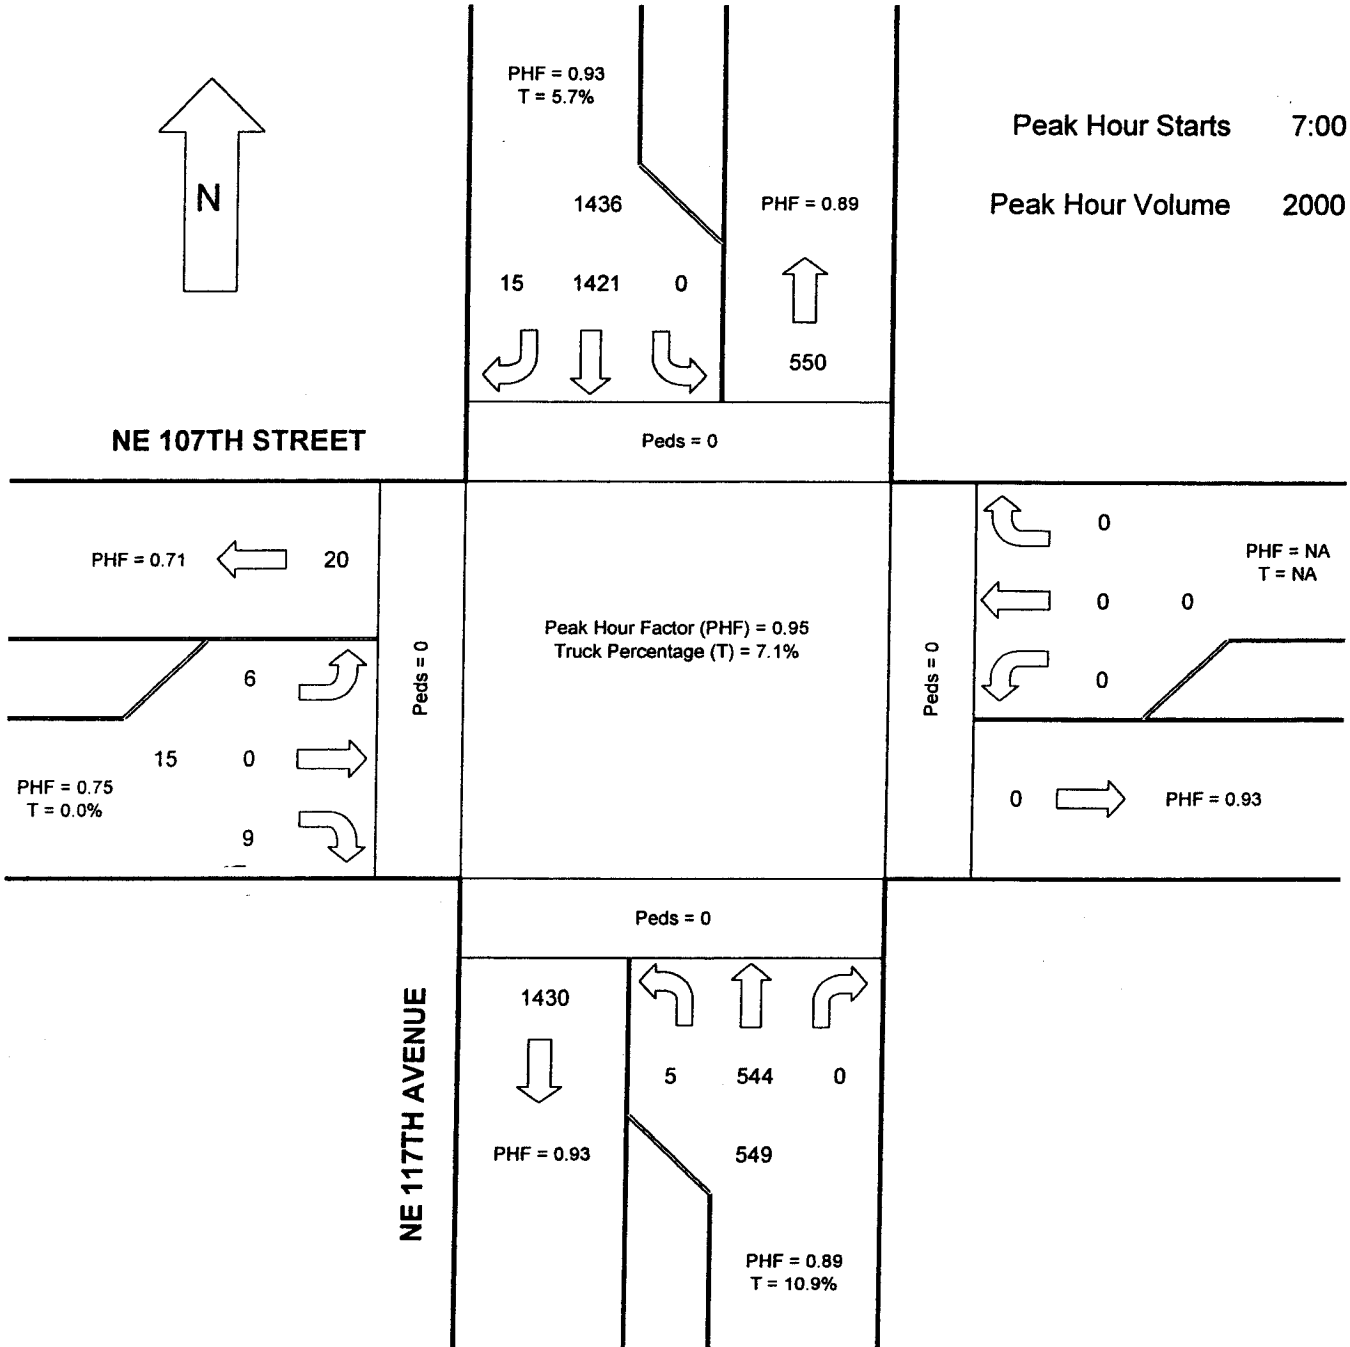 PHF = 0.93
T = 5.7%
Peak Hour Starts 7:00
N
1436
PHF = 0.89
Peak Hour Volume 2000
15 1421 0
550
NE 107TH STREET
Peds = 0
0
PHF = 0.71 20
PHF = NA
T = NA
0 0
Peak Hour Factor (PHF) = 0.95
Truck Percentage (T) = 7.1%
Peds = 0
Peds = 0
6
0
15 0
PHF = 0.75
T = 0.0%
0 PHF = 0.93
9
Peds = 0
1430
NE 117TH AVENUE
5 544 0
PHF = 0.93
549
PHF = 0.89
T = 10.9%